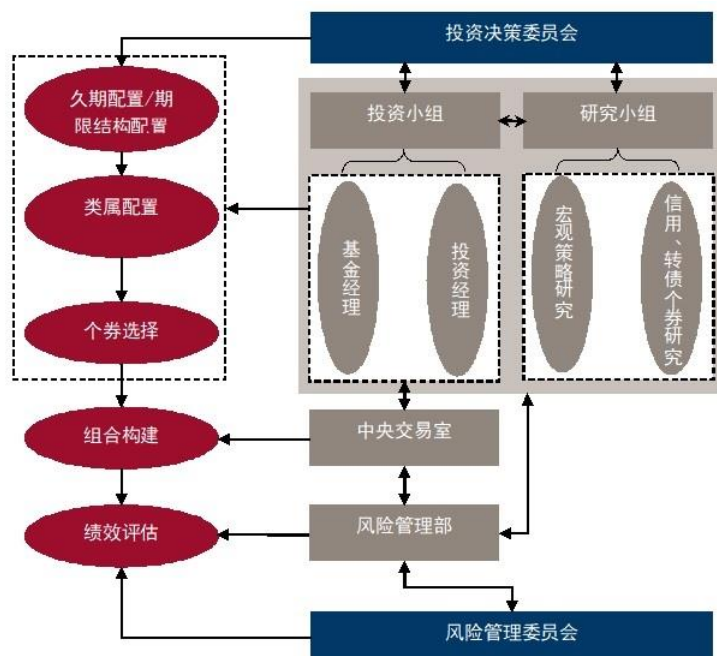 投资决策委员会
久期配置/期
限结构配置
投资小组
研究小组
类属配置
基金经理
投资经理
宏观策略研究
信用、转债个券研究
个券选择
组合构建
中央交易室
绩效评估
风险管理部
风险管理委员会